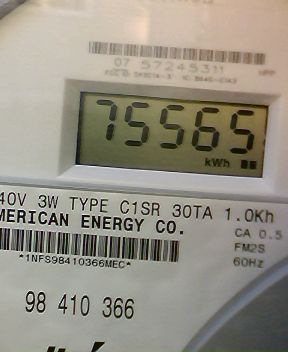 07 57245311
75565
kWh
40V 3W TYPE C1SR 30TA 1.0Kh
MERICAN ENERGY CO.
CA 0.5
FM2S
60Hz
*1NFS98410366MEC*
98 410 366